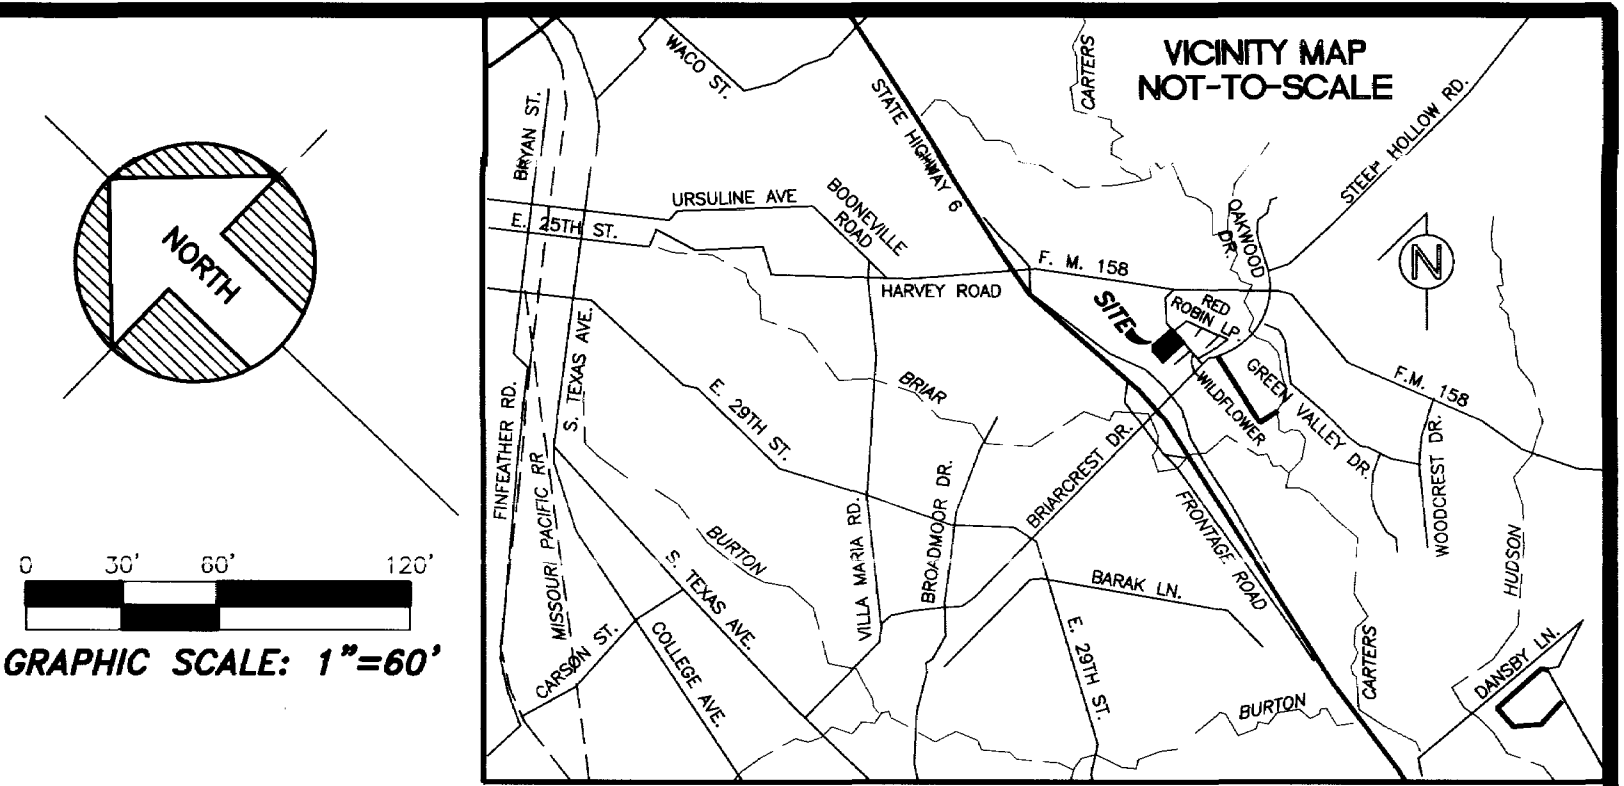 VICINITY MAP
NOT-TO-SCALE
NORTH
0 30' 60' 120'
GRAPHIC SCALE: 1"=60'
WACO ST.
CARTERS
STATE HIGHWAY 6
STEEP HOLLOW RD.
BRYAN ST.
URSULINE AVE
BOONEVILLE
ROAD
OAKWOOD
DR.
E. 25TH ST.
F. M. 158
HARVEY ROAD
N
SITE
RED
ROBIN LP.
S. TEXAS AVE.
BRIAR
WILDFLOWER
GREEN VALLEY DR.
F.M. 158
E. 29TH ST.
FINFEATHER RD.
MISSOURI PACIFIC RR
BRIARCREST DR.
WOODCREST DR.
VILLA MARIA RD.
BROADMOOR DR.
FRONTAGE ROAD
HUDSON
BURTON
S. TEXAS AVE.
BARAK LN.
CARSON ST.
COLLEGE AVE.
E. 29TH ST.
CARTERS
DANSBY LN.
BURTON